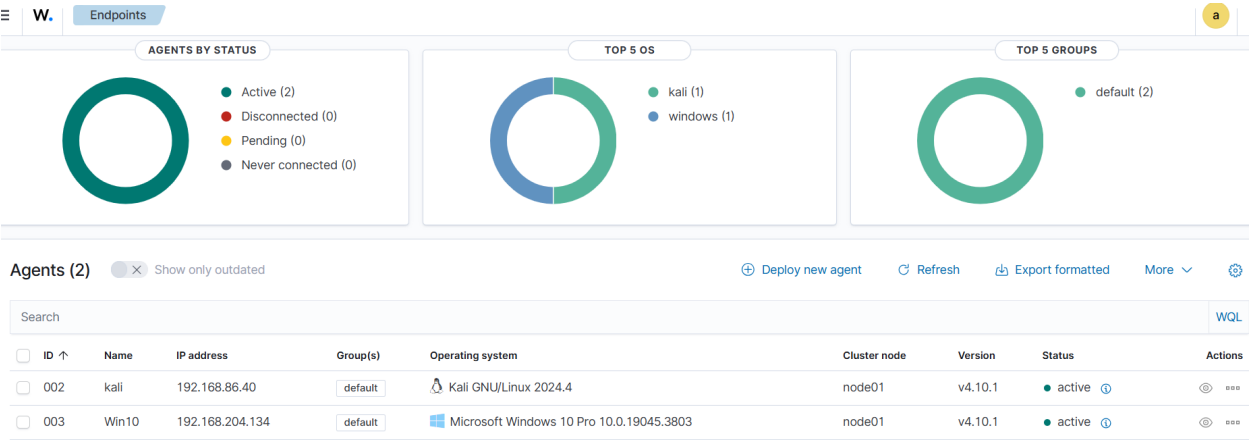 W. Endpoints a
AGENTS BY STATUS
Active (2)
Disconnected (0)
Pending (0)
Never connected (0)
TOP 5 OS
kali (1)
windows (1)
TOP 5 GROUPS
default (2)
Agents (2) Show only outdated Deploy new agent Refresh Export formatted More
Search WQL
ID Name IP address Group(s) Operating system Cluster node Version Status Actions
002 kali 192.168.86.40 default Kali GNU/Linux 2024.4 node01 v4.10.1 active
003 Win10 192.168.204.134 default Microsoft Windows 10 Pro 10.0.19045.3803 node01 v4.10.1 active